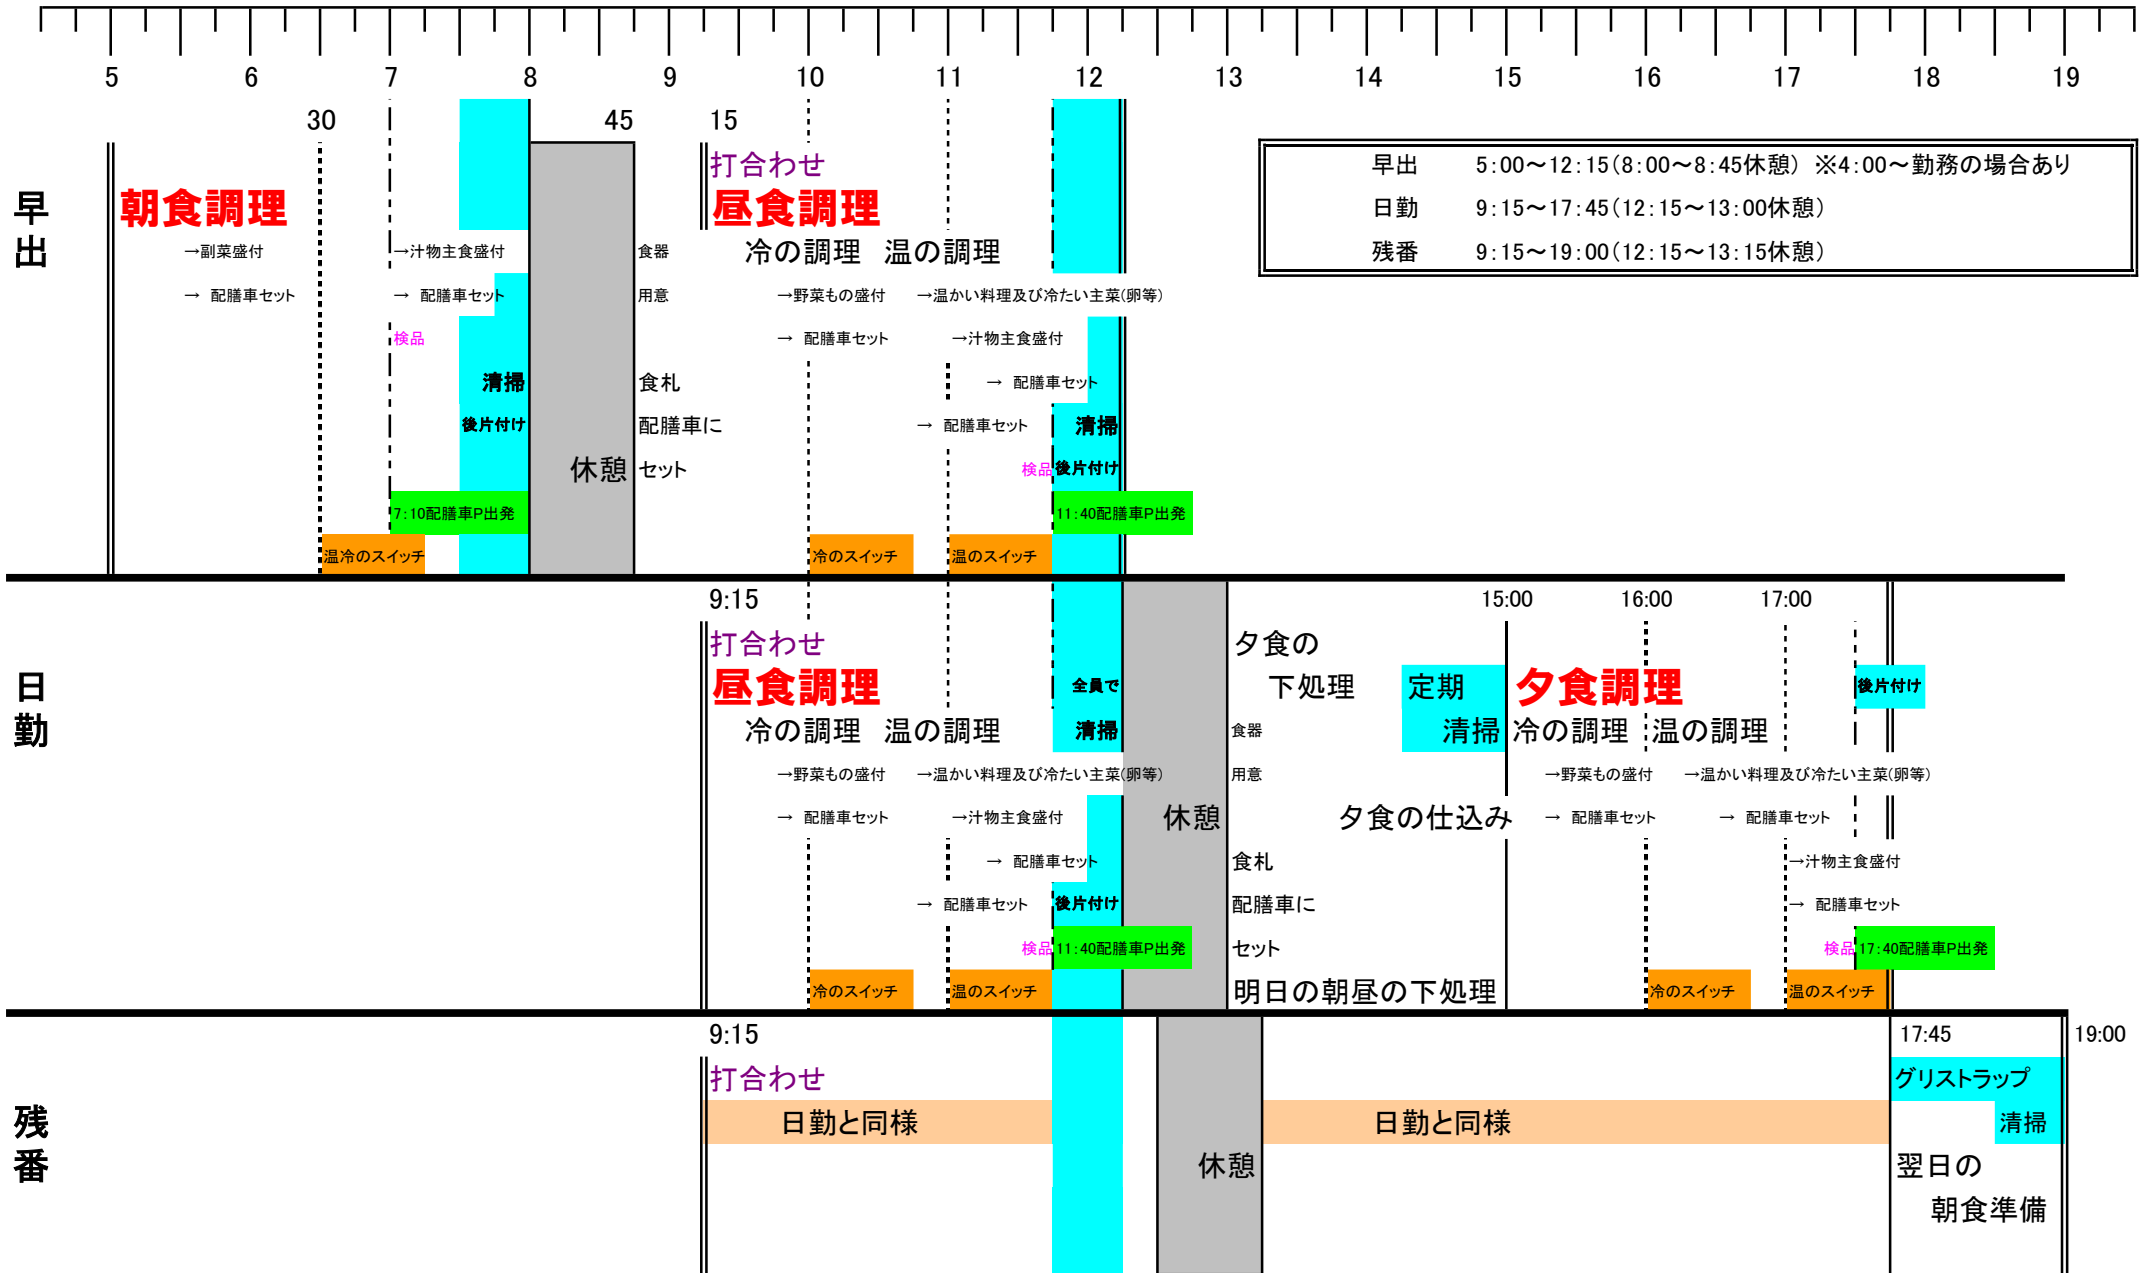 5 6 7 8 9 10 11 12 13 14 15 16 17 18 19
30 45 15
早出 5:00～12:15(8:00～8:45休憩) ※4:00～勤務の場合あり
日勤 9:15～17:45(12:15～13:00休憩)
残番 9:15～19:00(12:15～13:15休憩)
早出
打合わせ
朝食調理 昼食調理
→副菜盛付 →汁物主食盛付 食器 冷の調理 温の調理
→ 配膳車セット → 配膳車セット 用意 →野菜もの盛付 →温かい料理及び冷たい主菜(卵等)
検品 → 配膳車セット →汁物主食盛付
清掃 食札 → 配膳車セット
後片付け 配膳車に → 配膳車セット 清掃
休憩 セット 検品 後片付け
7:10配膳車P出発 11:40配膳車P出発
温冷のスイッチ 冷のスイッチ 温のスイッチ
日勤
9:15 15:00 16:00 17:00
打合わせ 夕食の
昼食調理 全員で 下処理 定期 夕食調理 後片付け
冷の調理 温の調理 清掃 食器 清掃 冷の調理 温の調理
→野菜もの盛付 →温かい料理及び冷たい主菜(卵等) 用意 →野菜もの盛付 →温かい料理及び冷たい主菜(卵等)
→ 配膳車セット →汁物主食盛付 休憩 夕食の仕込み → 配膳車セット → 配膳車セット
→ 配膳車セット 食札 →汁物主食盛付
→ 配膳車セット 後片付け 配膳車に → 配膳車セット
検品 11:40配膳車P出発 セット 検品 17:40配膳車P出発
冷のスイッチ 温のスイッチ 明日の朝昼の下処理 冷のスイッチ 温のスイッチ
残番
9:15 17:45 19:00
打合わせ グリストラップ
日勤と同様 日勤と同様 清掃
休憩 翌日の
朝食準備